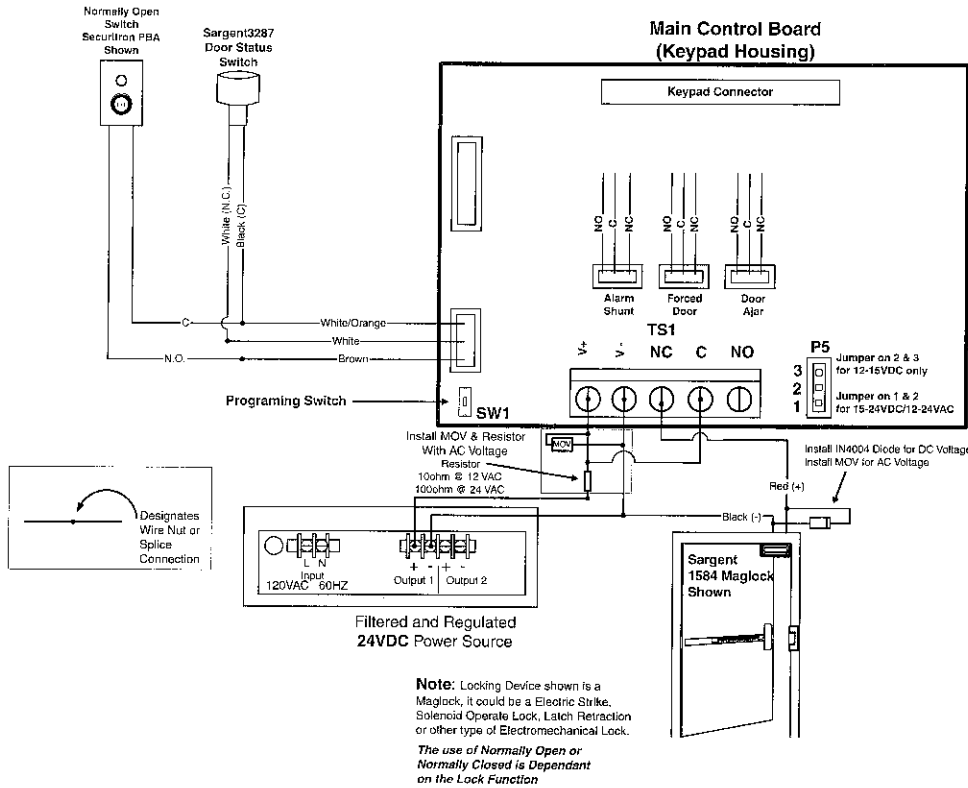 Normally Open
Switch
Securitron PBA
Shown
Sargent3287
Door Status
Switch
Main Control Board
(Keypad Housing)
Keypad Connector
White (N.C.)
Black (C)
NO
C
NC
NO
C
NC
NO
C
NC
Alarm
Shunt
Forced
Door
Door
Ajar
TS1
V+
V-
NC
C
NO
P5
3
2
1
Jumper on 2 & 3
for 12-15VDC only
Jumper on 1 & 2
for 15-24VDC/12-24VAC
C
White/Orange
White
N.O.
Brown
Programing Switch
SW1
Install MOV & Resistor
With AC Voltage
MOV
Resistor
10ohm @ 12 VAC
100ohm @ 24 VAC
Install IN4004 Diode for DC Voltage
Install MOV for AC Voltage
Red (+)
Black (-)
Designates
Wire Nut or
Splice
Connection
L N
Input
120VAC 60HZ
+ - + -
Output 1
Output 2
Filtered and Regulated
24VDC Power Source
Sargent
1584 Maglock
Shown
Note: Locking Device shown is a
Maglock, it could be a Electric Strike,
Solenoid Operate Lock, Latch Retraction
or other type of Electromechanical Lock.
The use of Normally Open or
Normally Closed is Dependant
on the Lock Function